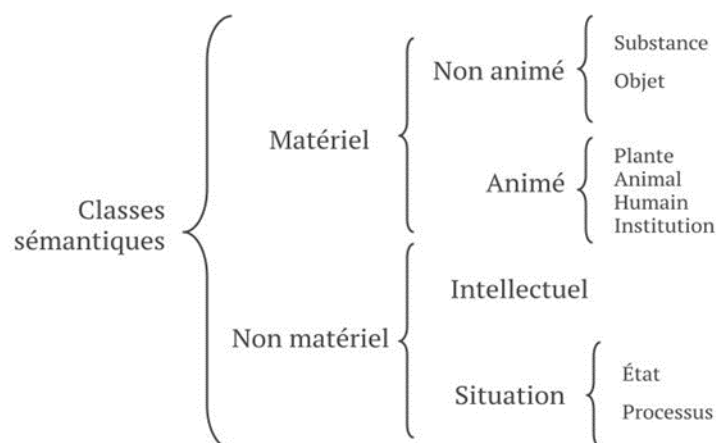 Classes
sémantiques
Matériel
Non animé
Substance
Objet
Animé
Plante
Animal
Humain
Institution
Non matériel
Intellectuel
Situation
État
Processus